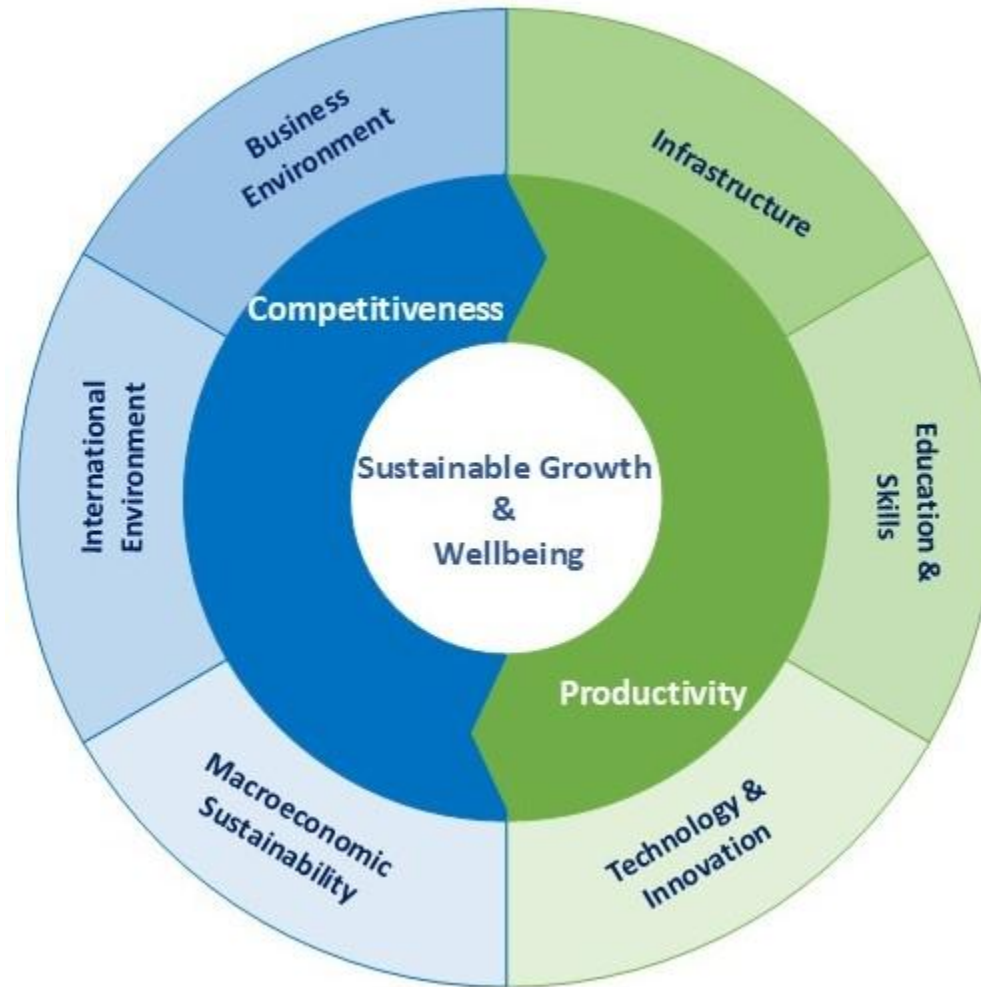 Business
Environment
Infrastructure
Competitiveness
International
Environment
Sustainable Growth
&
Wellbeing
Education &
Skills
Productivity
Macroeconomic
Sustainability
Technology &
Innovation